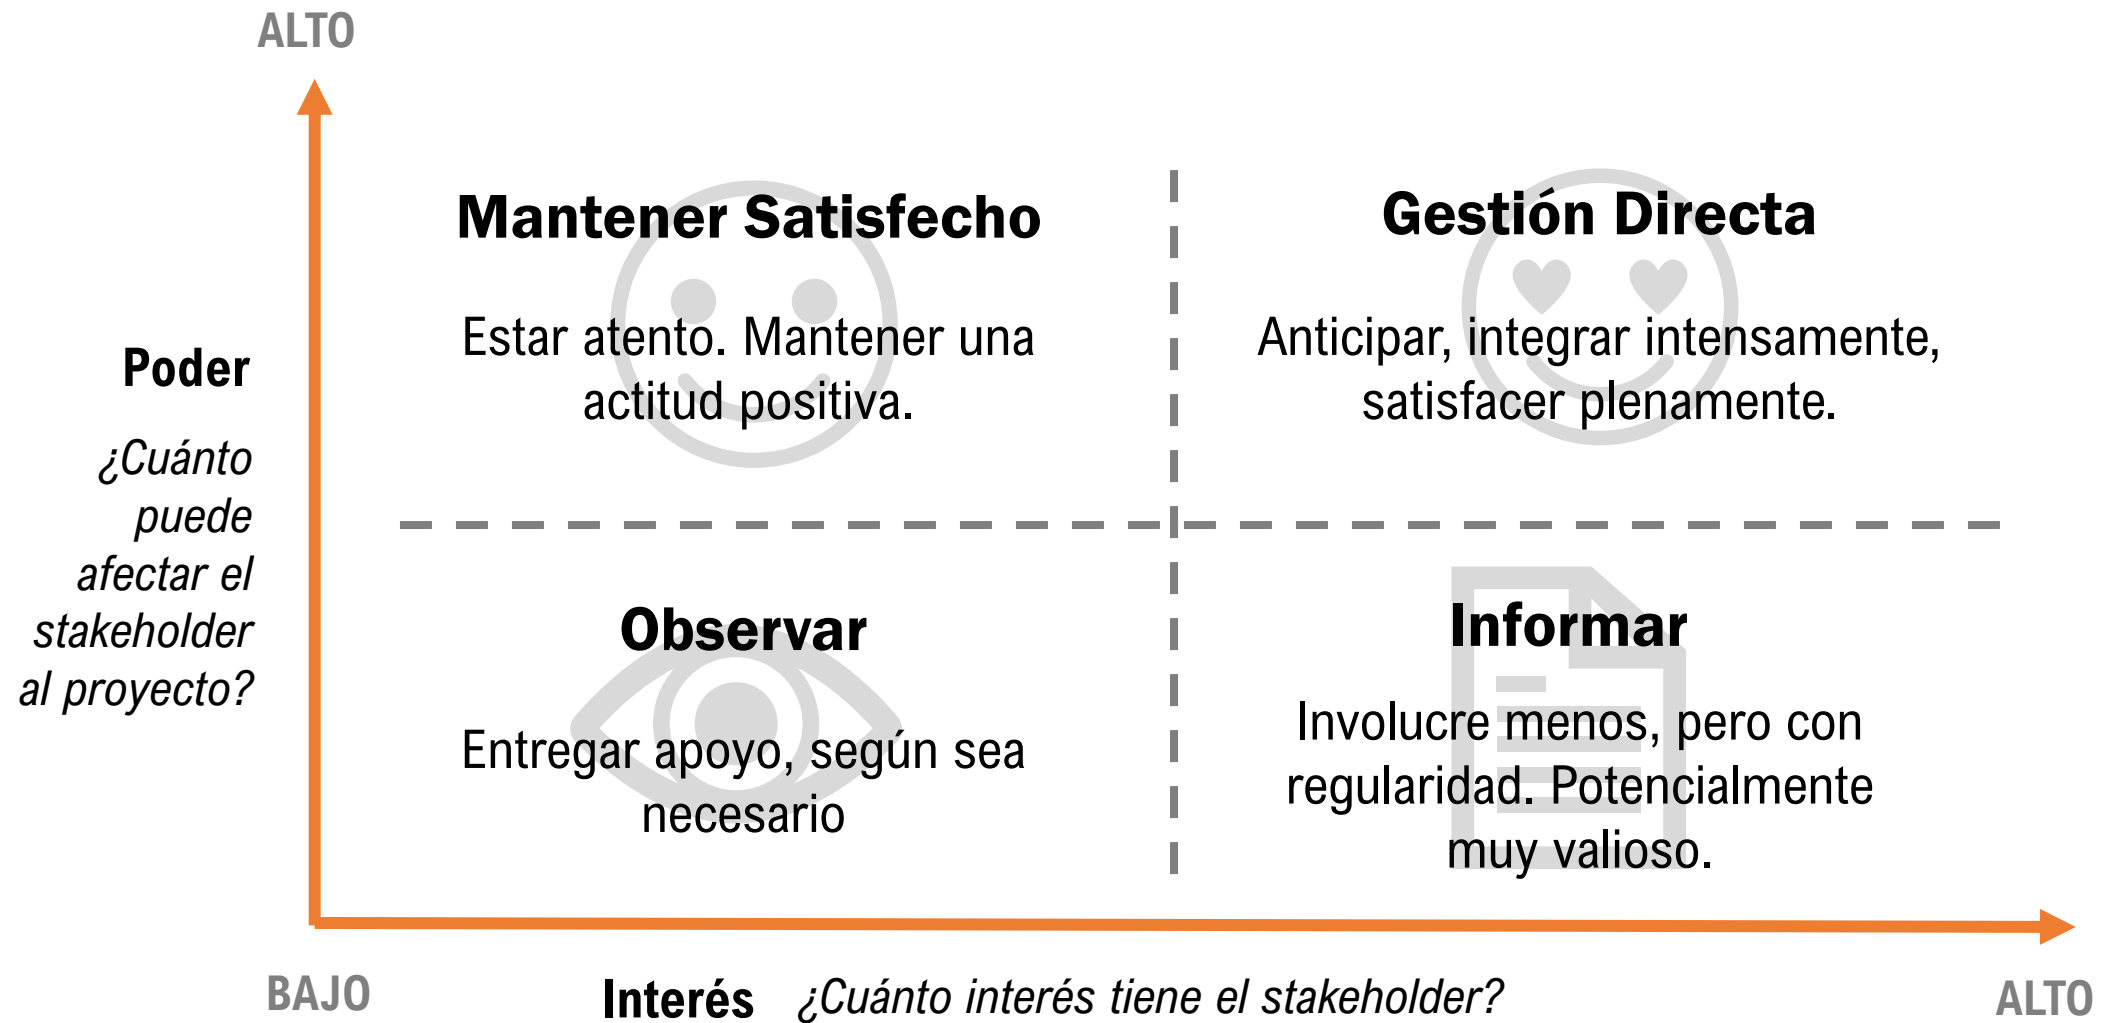 ALTO
Mantener Satisfecho
Estar atento. Mantener una
actitud positiva.
Gestión Directa
Anticipar, integrar intensamente,
satisfacer plenamente.
Poder
¿Cuánto
puede
afectar el
stakeholder
al proyecto?
Observar
Entregar apoyo, según sea
necesario
Informar
Involucre menos, pero con
regularidad. Potencialmente
muy valioso.
BAJO
Interés ¿Cuánto interés tiene el stakeholder?
ALTO